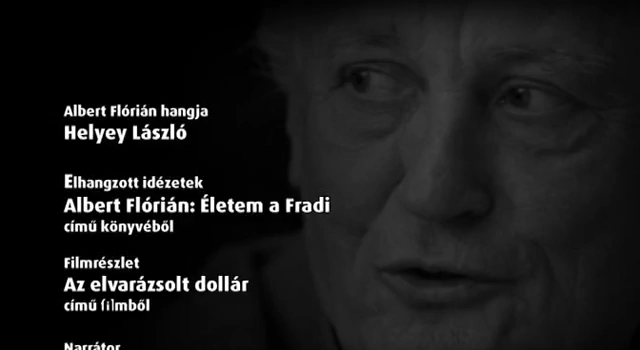 Albert Flórián hangja
Helyey László
Elhangzott idézetek
Albert Flórián: Életem a Fradi
című könyvéből
Filmrészlet
Az elvarázsolt dollár
című filmből
Narrátor